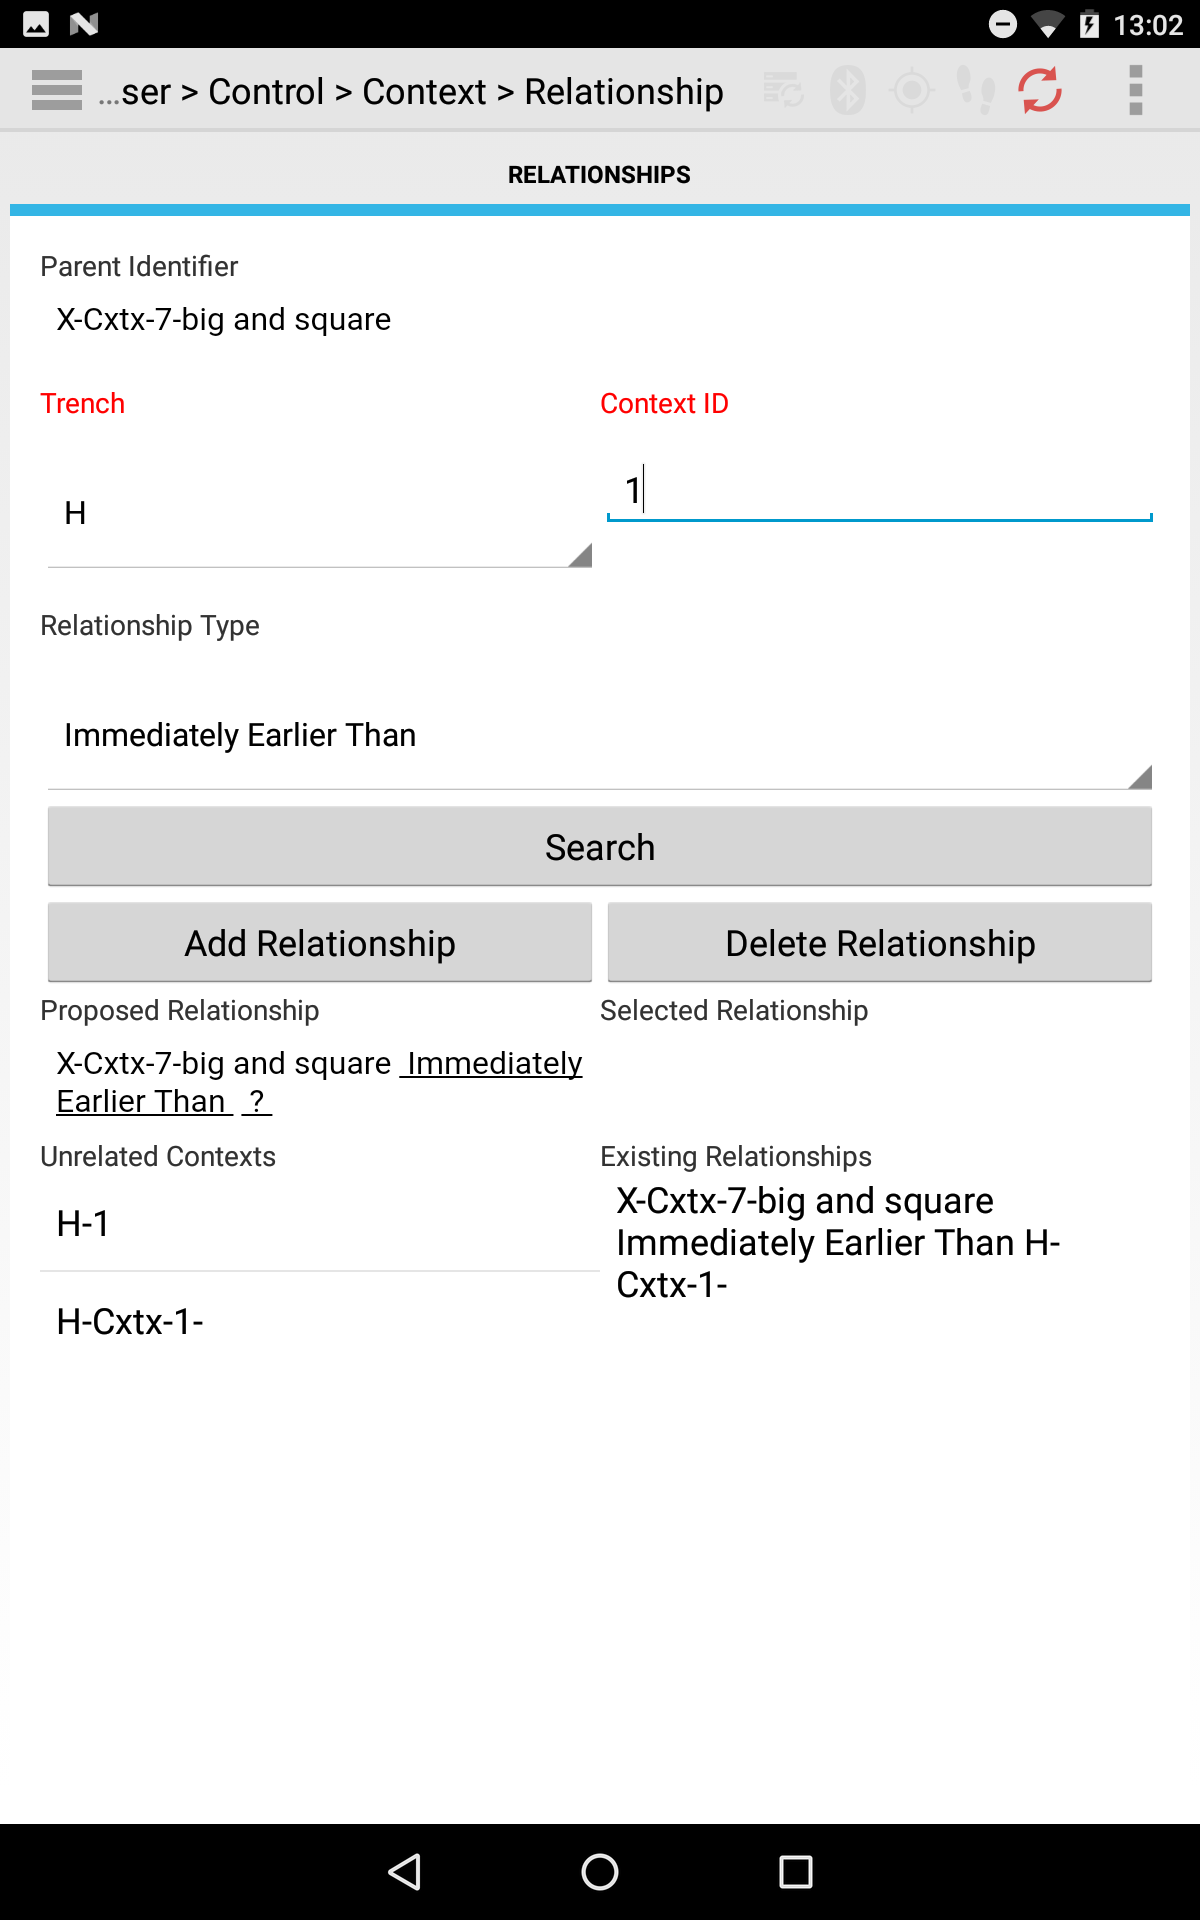 13:02
...ser > Control > Context > Relationship
RELATIONSHIPS
Parent Identifier
X-Cxtx-7-big and square
Trench
Context ID
H
1
Relationship Type
Immediately Earlier Than
Search
Add Relationship
Delete Relationship
Proposed Relationship
Selected Relationship
X-Cxtx-7-big and square Immediately
Earlier Than ?
Unrelated Contexts
Existing Relationships
H-1
X-Cxtx-7-big and square
Immediately Earlier Than H-
Cxtx-1-
H-Cxtx-1-